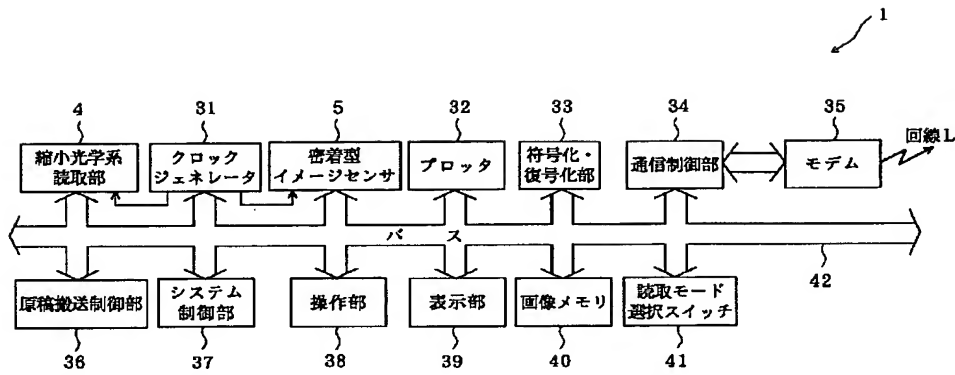 1
4
31
5
32
33
34
35
縮小光学系
読取部
クロック
ジェネレータ
密着型
イメージセンサ
プロッタ
符号化・
復号化部
通信制御部
モデム
回線L
バス
42
原稿搬送制御部
システム
制御部
操作部
表示部
画像メモリ
読取モード
選択スイッチ
36
37
38
39
40
41